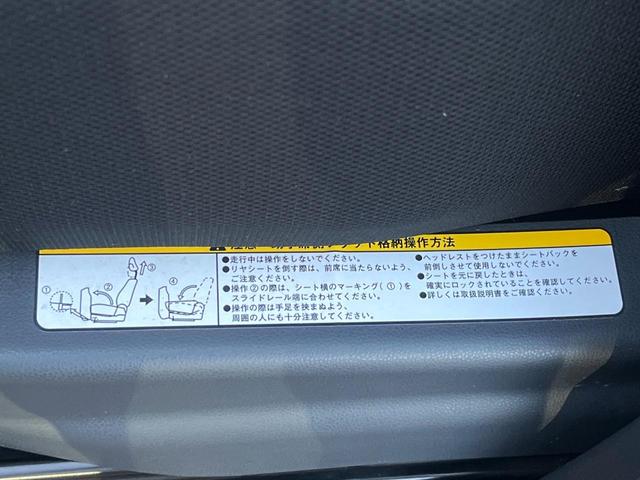 格納操作方法
① ② ③ ④
●走行中は操作をしないでください。
●リヤシートを倒す際は、前席に当たらないよう、
ご注意ください。
●操作②の際は、シート横のマーキング(①)を
スライドレール端に合わせてください。
●操作の際は手足を挟まぬよう、
周囲の人にも十分注意してください。
●ヘッドレストをつけたままシートバックを
前倒しさせて使用しないでください。
●シートを元に戻したときは、
確実にロックされていることを確認してください。
●詳しくは取扱説明書をご確認ください。